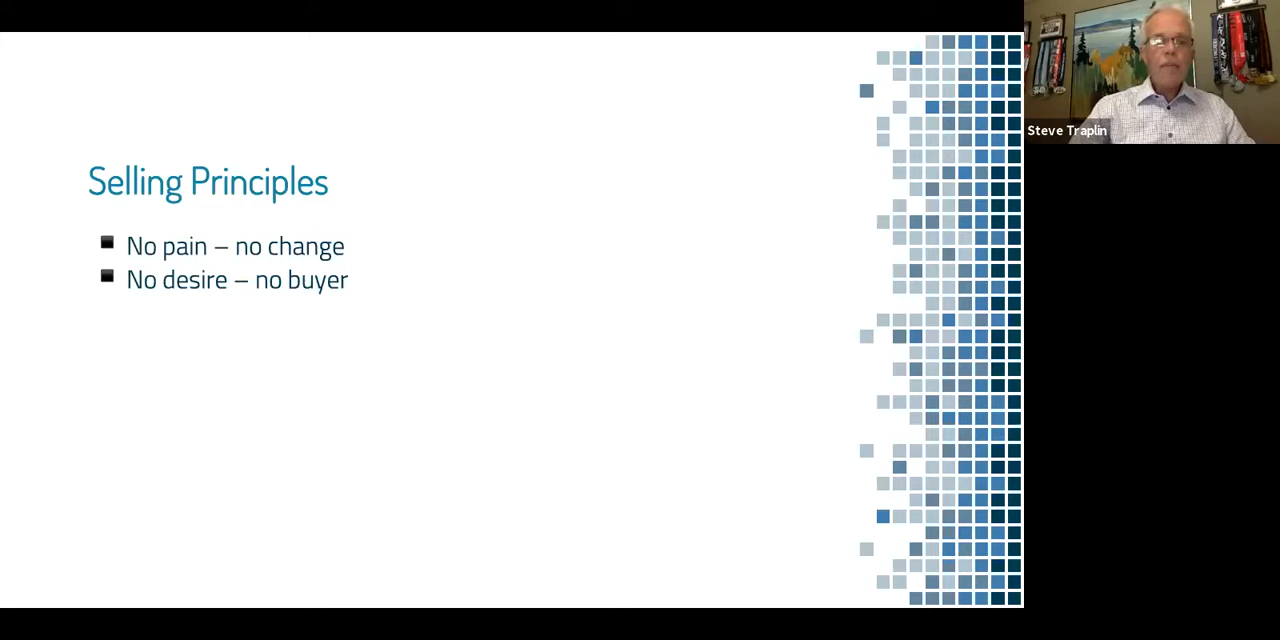 Selling Principles
No pain – no change
No desire – no buyer
Steve Traplin